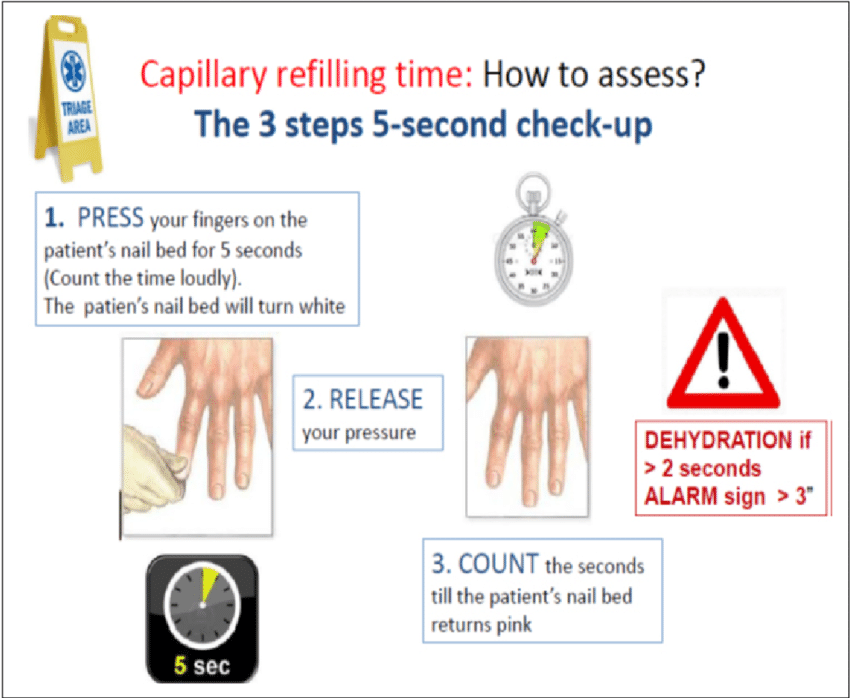 TRIAGE
AREA
Capillary refilling time: How to assess?
The 3 steps 5-second check-up
1. PRESS your fingers on the
patient's nail bed for 5 seconds
(Count the time loudly).
The patien's nail bed will turn white
2. RELEASE
your pressure
DEHYDRATION if
> 2 seconds
ALARM sign > 3"
3. COUNT the seconds
till the patient's nail bed
returns pink
5 sec